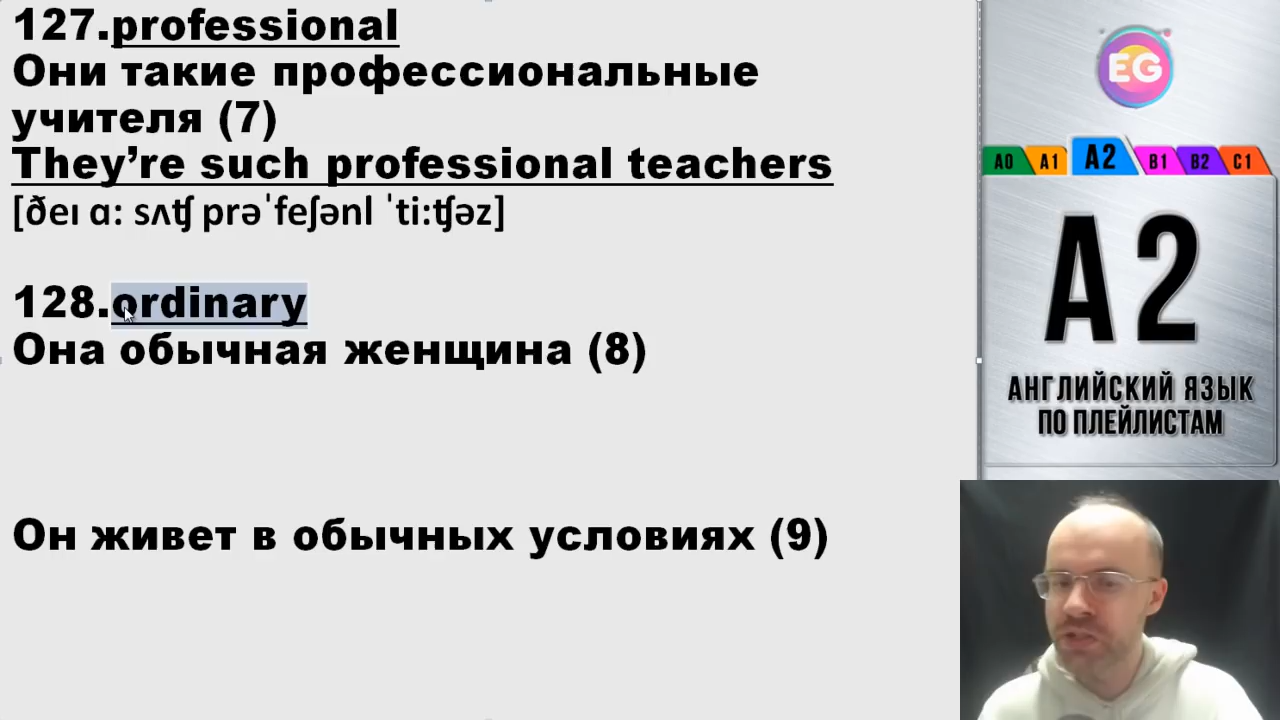 127.professional
Они такие профессиональные
учителя (7)
They’re such professional teachers
[ðeɪ ɑː sʌʧ prəˈfeʃənl ˈtiːʧəz]
128.ordinary
Она обычная женщина (8)
Он живет в обычных условиях (9)
EG
A0 A1 A2 B1 B2 C1
A2
АНГЛИЙСКИЙ ЯЗЫК
ПО ПЛЕЙЛИСТАМ